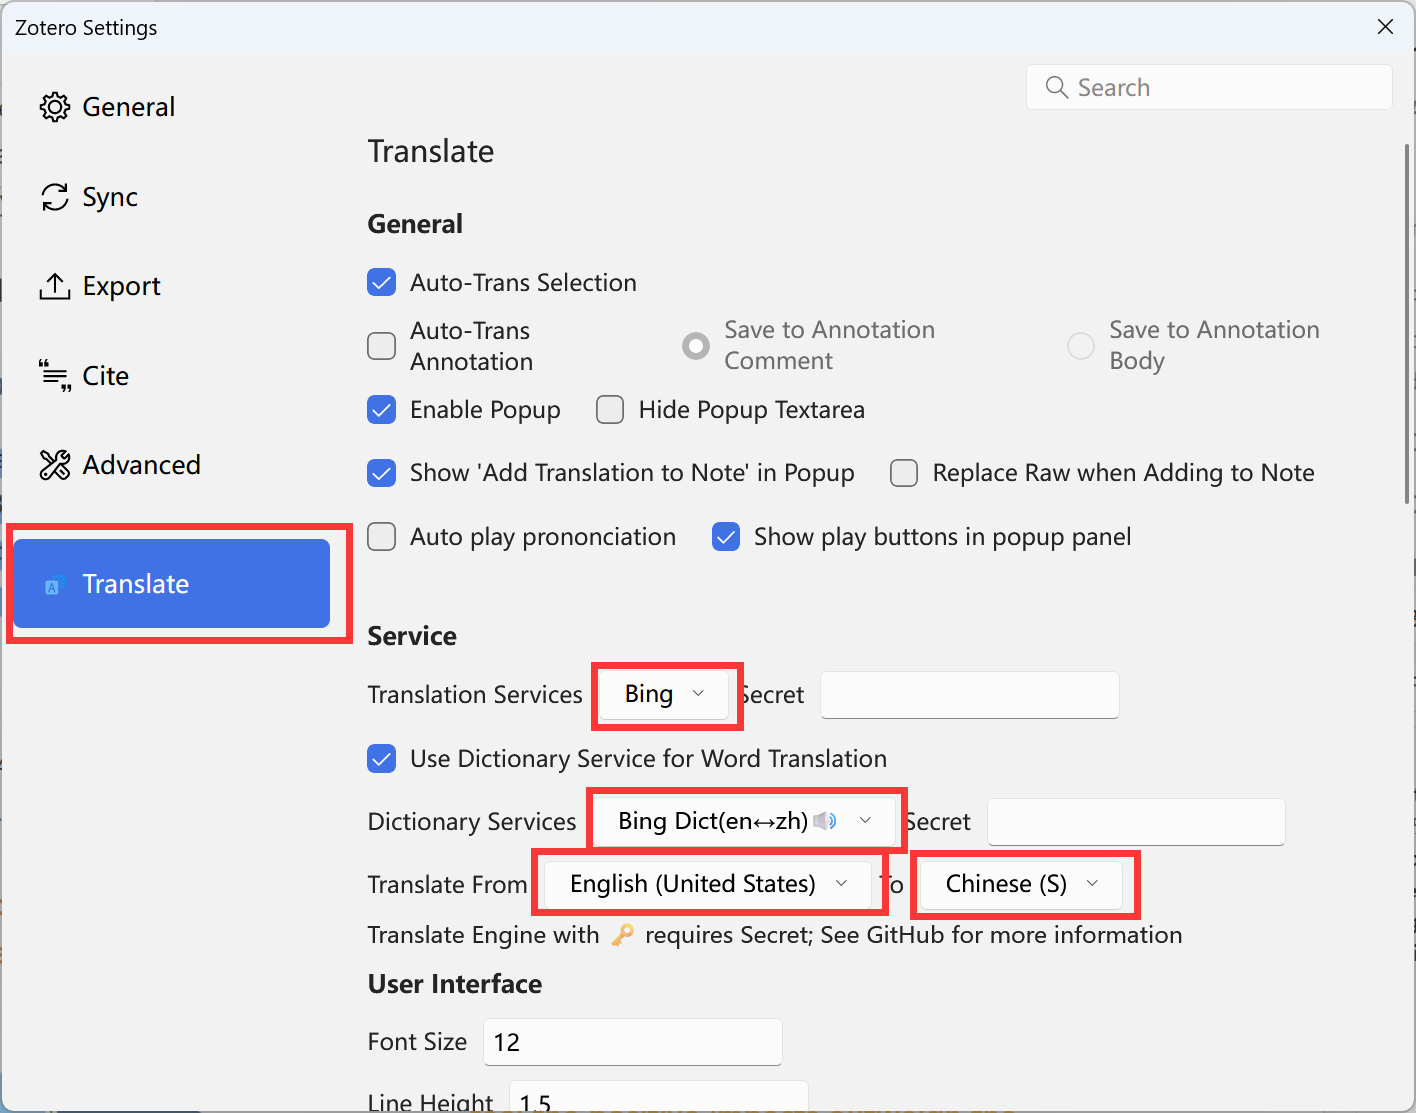 Zotero Settings
Search
General
Sync
Export
Cite
Advanced
Translate
Translate
General
Auto-Trans Selection
Auto-Trans
Annotation
Save to Annotation
Comment
Save to Annotation
Body
Enable Popup
Hide Popup Textarea
Show 'Add Translation to Note' in Popup
Replace Raw when Adding to Note
Auto play prononciation
Show play buttons in popup panel
Service
Translation Services
Bing
Secret
Use Dictionary Service for Word Translation
Dictionary Services
Bing Dict(en↔zh)🔊
Secret
Translate From
English (United States)
To
Chinese (S)
Translate Engine with 🔑 requires Secret; See GitHub for more information
User Interface
Font Size
12
Line Height
1.5